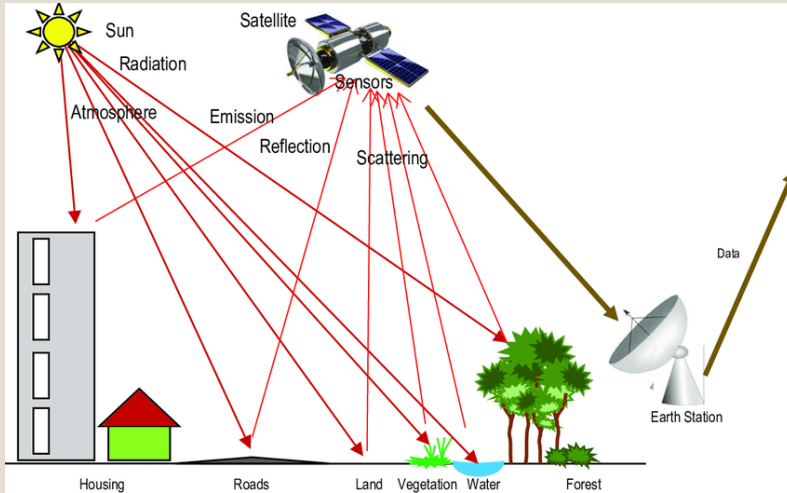 Sun
Satellite
Radiation
Sensors
Atmosphere
Emission
Reflection
Scattering
Data
Earth Station
Housing
Roads
Land
Vegetation
Water
Forest